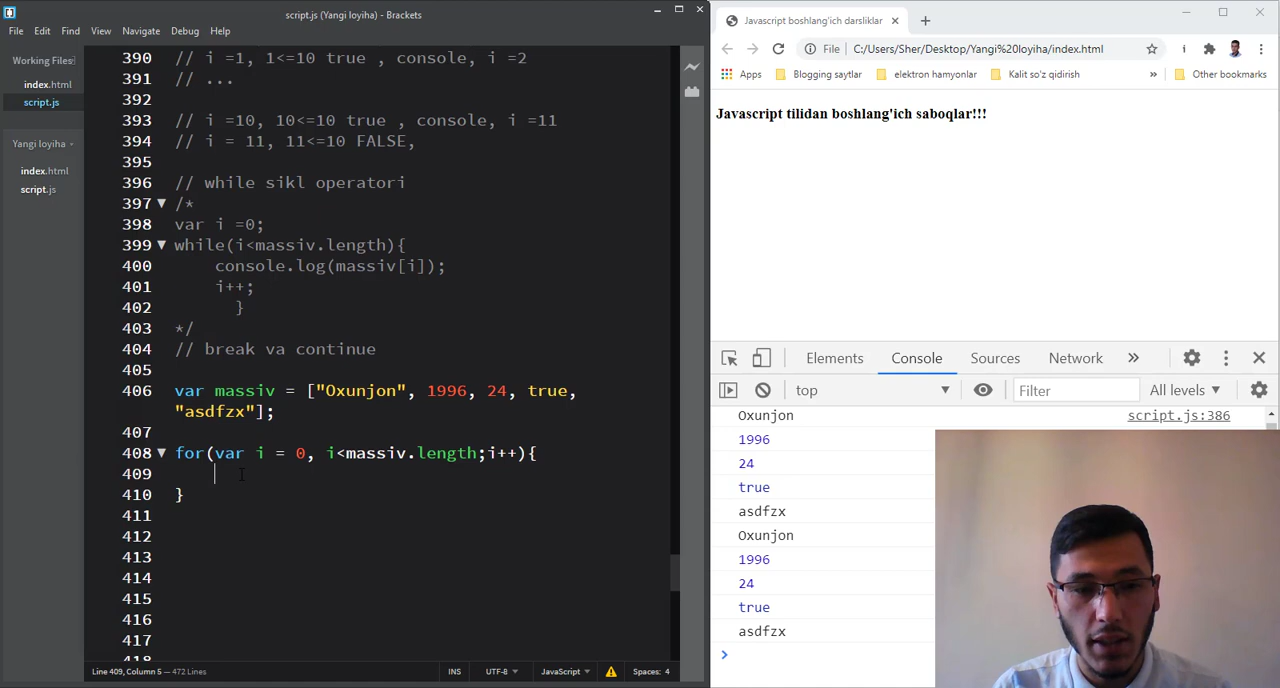 script.js (Yangi loyiha) - Brackets
File Edit Find View Navigate Debug Help
Working Files
index.html
script.js
Yangi loyiha
index.html
script.js
390 // i =1, 1<=10 true , console, i =2
391 // ...
392
393 // i =10, 10<=10 true , console, i =11
394 // i = 11, 11<=10 FALSE,
395
396 // while sikl operatori
397 /*
398 var i =0;
399 while(i<massiv.length){
400 console.log(massiv[i]);
401 i++;
402 }
403 */
404 // break va continue
405
406 var massiv = ["Oxunjon", 1996, 24, true,
"asdfzx"];
407
408 for(var i = 0, i<massiv.length;i++){
409
410 }
411
412
413
414
415
416
417
Line 409, Column 5 — 472 Lines
INS UTF-8 JavaScript Spaces: 4
Javascript boshlang'ich darsliklar
File C:/Users/Sher/Desktop/Yangi%20loyiha/index.html
Apps Blogging saytlar elektron hamyonlar Kalit so'z qidirish » Other bookmarks
Javascript tilidan boshlang'ich saboqlar!!!
Elements Console Sources Network »
top Filter All levels
Oxunjon script.js:386
1996
24
true
asdfzx
Oxunjon
1996
24
true
asdfzx